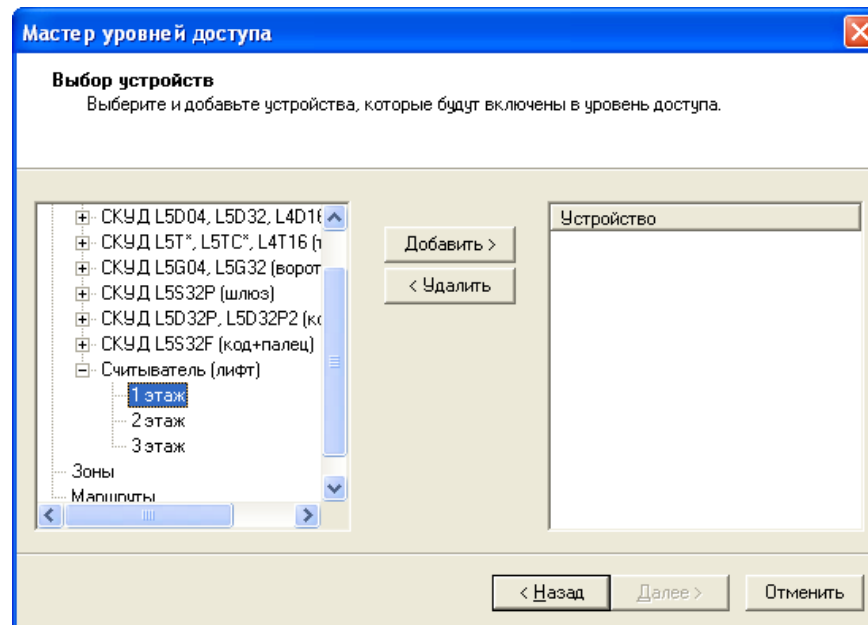 Мастер уровней доступа
Выбор устройств
Выберите и добавьте устройства, которые будут включены в уровень доступа.
СКУД L5D04, L5D32, L4D16
СКУД L5T*, L5TC*, L4T16 (т
СКУД L5G04, L5G32 (ворот
СКУД L5S32P (шлюз)
СКУД L5D32P, L5D32P2 (ко
СКУД L5S32F (код+палец)
Считыватель (лифт)
1 этаж
2 этаж
3 этаж
Зоны
Маршруты
Добавить >
< Удалить
Устройство
< Назад
Далее >
Отменить